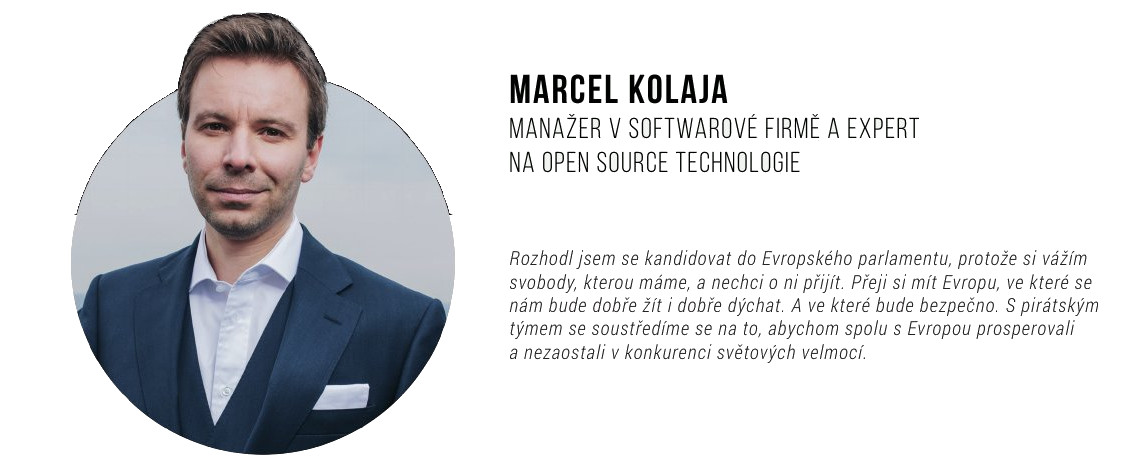 MARCEL KOLAJA
MANAŽER V SOFTWAROVÉ FIRMĚ A EXPERT
NA OPEN SOURCE TECHNOLOGIE
Rozhodl jsem se kandidovat do Evropského parlamentu, protože si vážím
svobody, kterou máme, a nechci o ni přijít. Přeji si mít Evropu, ve které se
nám bude dobře žít i dobře dýchat. A ve které bude bezpečno. S pirátským
týmem se soustředíme se na to, abychom spolu s Evropou prosperovali
a nezaostali v konkurenci světových velmocí.